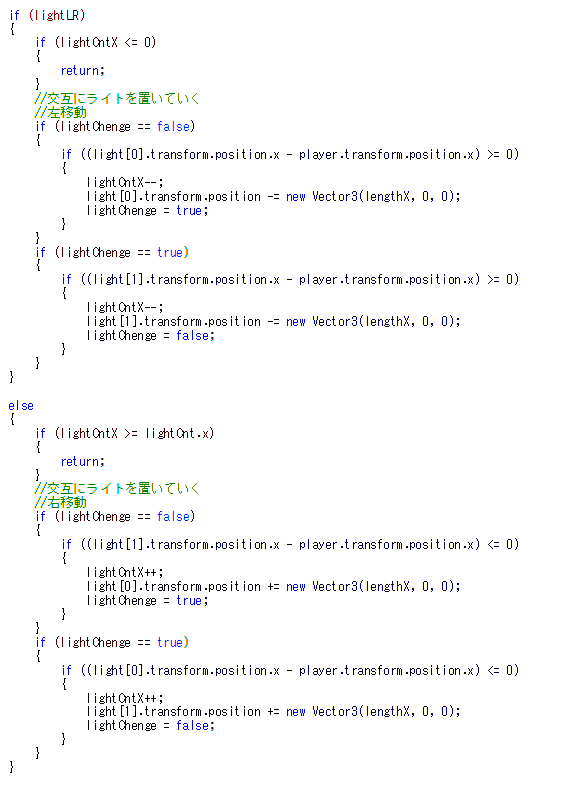 if (lightLR)
{
    if (lightCntX <= 0)
    {
        return;
    }
    //交互にライトを置いていく
    //左移動
    if (lightChenge == false)
    {
        if ((light[0].transform.position.x - player.transform.position.x) >= 0)
        {
            lightCntX--;
            light[0].transform.position -= new Vector3(lengthX, 0, 0);
            lightChenge = true;
        }
    }
    if (lightChenge == true)
    {
        if ((light[1].transform.position.x - player.transform.position.x) >= 0)
        {
            lightCntX--;
            light[1].transform.position -= new Vector3(lengthX, 0, 0);
            lightChenge = false;
        }
    }
}

else
{
    if (lightCntX >= lightCnt.x)
    {
        return;
    }
    //交互にライトを置いていく
    //右移動
    if (lightChenge == false)
    {
        if ((light[1].transform.position.x - player.transform.position.x) <= 0)
        {
            lightCntX++;
            light[0].transform.position += new Vector3(lengthX, 0, 0);
            lightChenge = true;
        }
    }
    if (lightChenge == true)
    {
        if ((light[0].transform.position.x - player.transform.position.x) <= 0)
        {
            lightCntX++;
            light[1].transform.position += new Vector3(lengthX, 0, 0);
            lightChenge = false;
        }
    }
}